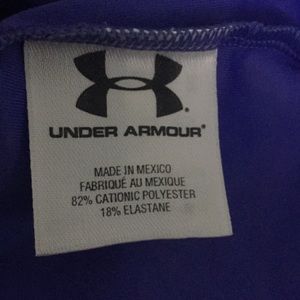 UNDER ARMOUR®
MADE IN MEXICO
FABRIQUÉ AU MEXIQUE
82% CATIONIC POLYESTER
18% ELASTANE